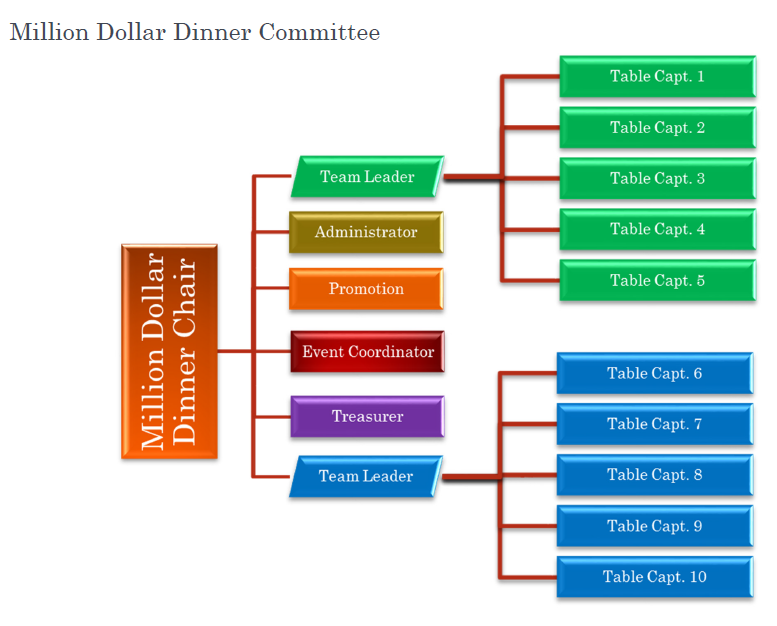 Million Dollar Dinner Committee
Million Dollar
Dinner Chair
Team Leader
Administrator
Promotion
Event Coordinator
Treasurer
Team Leader
Table Capt. 1
Table Capt. 2
Table Capt. 3
Table Capt. 4
Table Capt. 5
Table Capt. 6
Table Capt. 7
Table Capt. 8
Table Capt. 9
Table Capt. 10